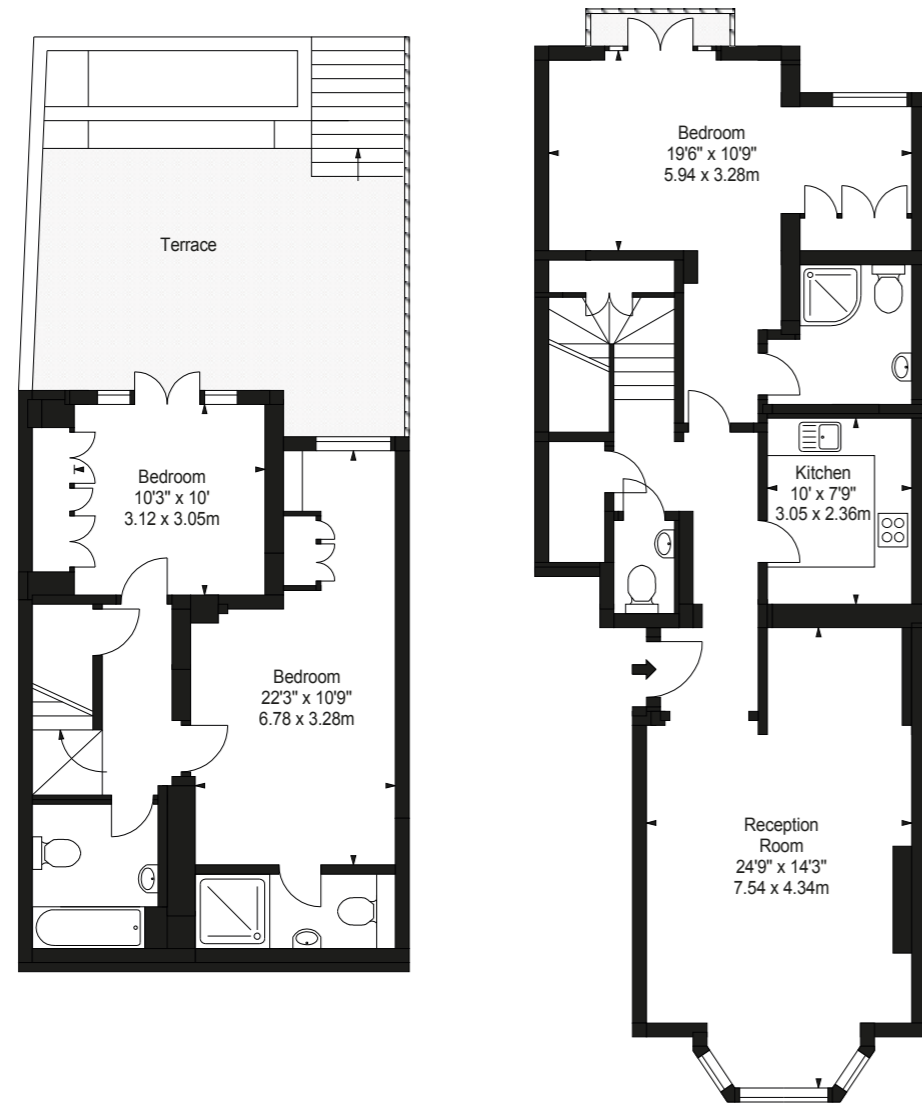 Terrace
Bedroom
10'3" x 10'
3.12 x 3.05m
Bedroom
22'3" x 10'9"
6.78 x 3.28m
Bedroom
19'6" x 10'9"
5.94 x 3.28m
Kitchen
10' x 7'9"
3.05 x 2.36m
Reception
Room
24'9" x 14'3"
7.54 x 4.34m